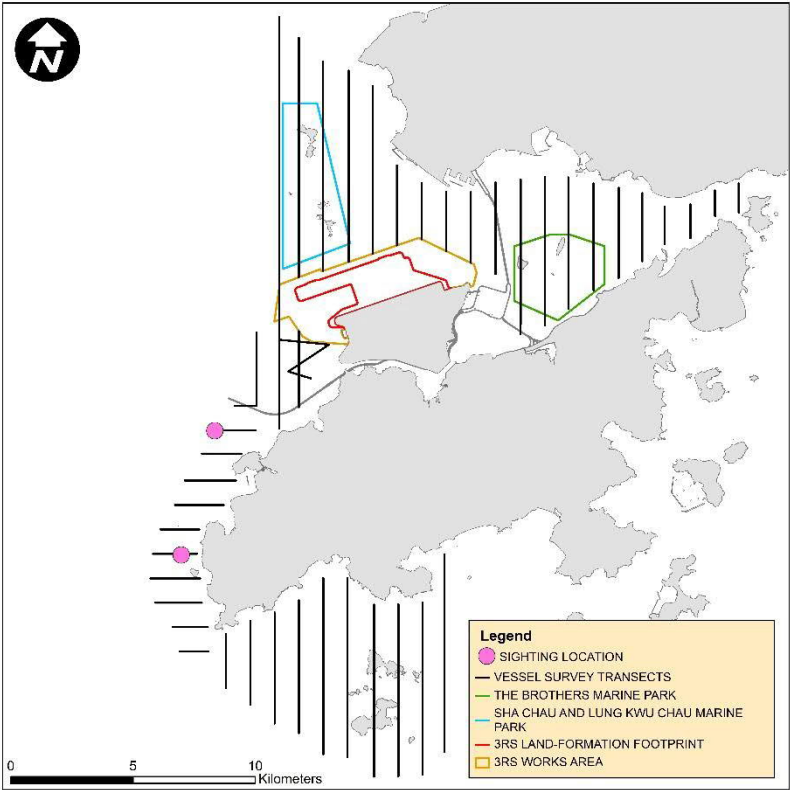 N
Legend
SIGHTING LOCATION
VESSEL SURVEY TRANSECTS
THE BROTHERS MARINE PARK
SHA CHAU AND LUNG KWU CHAU MARINE
PARK
3RS LAND-FORMATION FOOTPRINT
3RS WORKS AREA
0 5 10
Kilometers